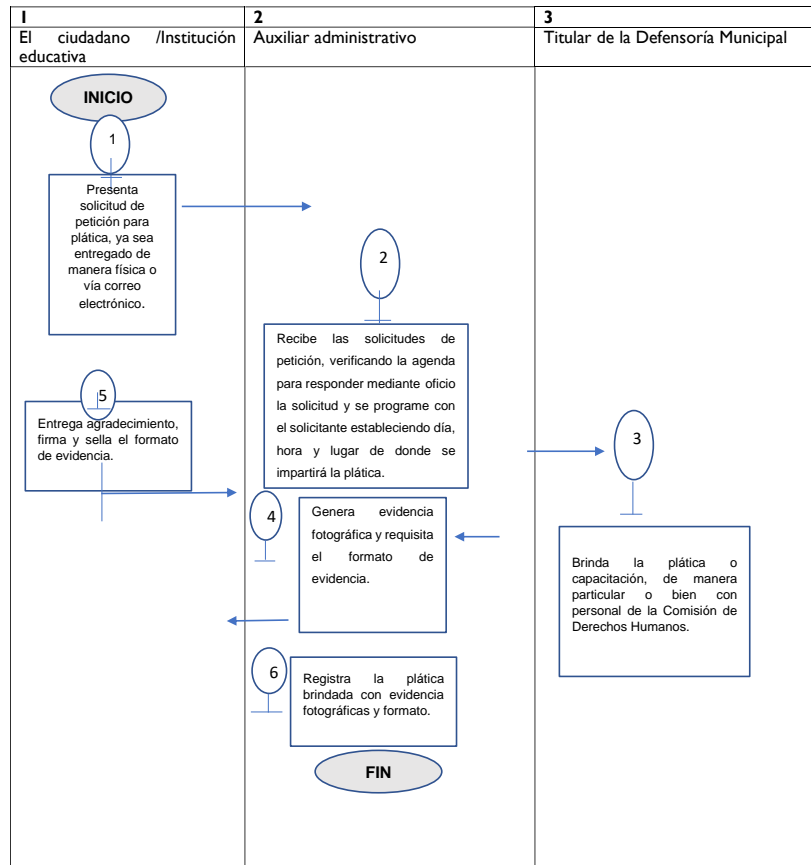 1
El ciudadano /Institución
educativa
2
Auxiliar administrativo
3
Titular de la Defensoría Municipal
INICIO
1
Presenta
solicitud de
petición para
plática, ya sea
entregado de
manera física o
vía correo
electrónico.
2
Recibe las solicitudes de
petición, verificando la agenda
para responder mediante oficio
la solicitud y se programe con
el solicitante estableciendo día,
hora y lugar de donde se
impartirá la plática.
3
Brinda la plática o
capacitación, de manera
particular o bien con
personal de la Comisión de
Derechos Humanos.
4
Genera evidencia
fotográfica y requisita
el formato de
evidencia.
5
Entrega agradecimiento,
firma y sella el formato
de evidencia.
6
Registra la plática
brindada con evidencia
fotográficas y formato.
FIN